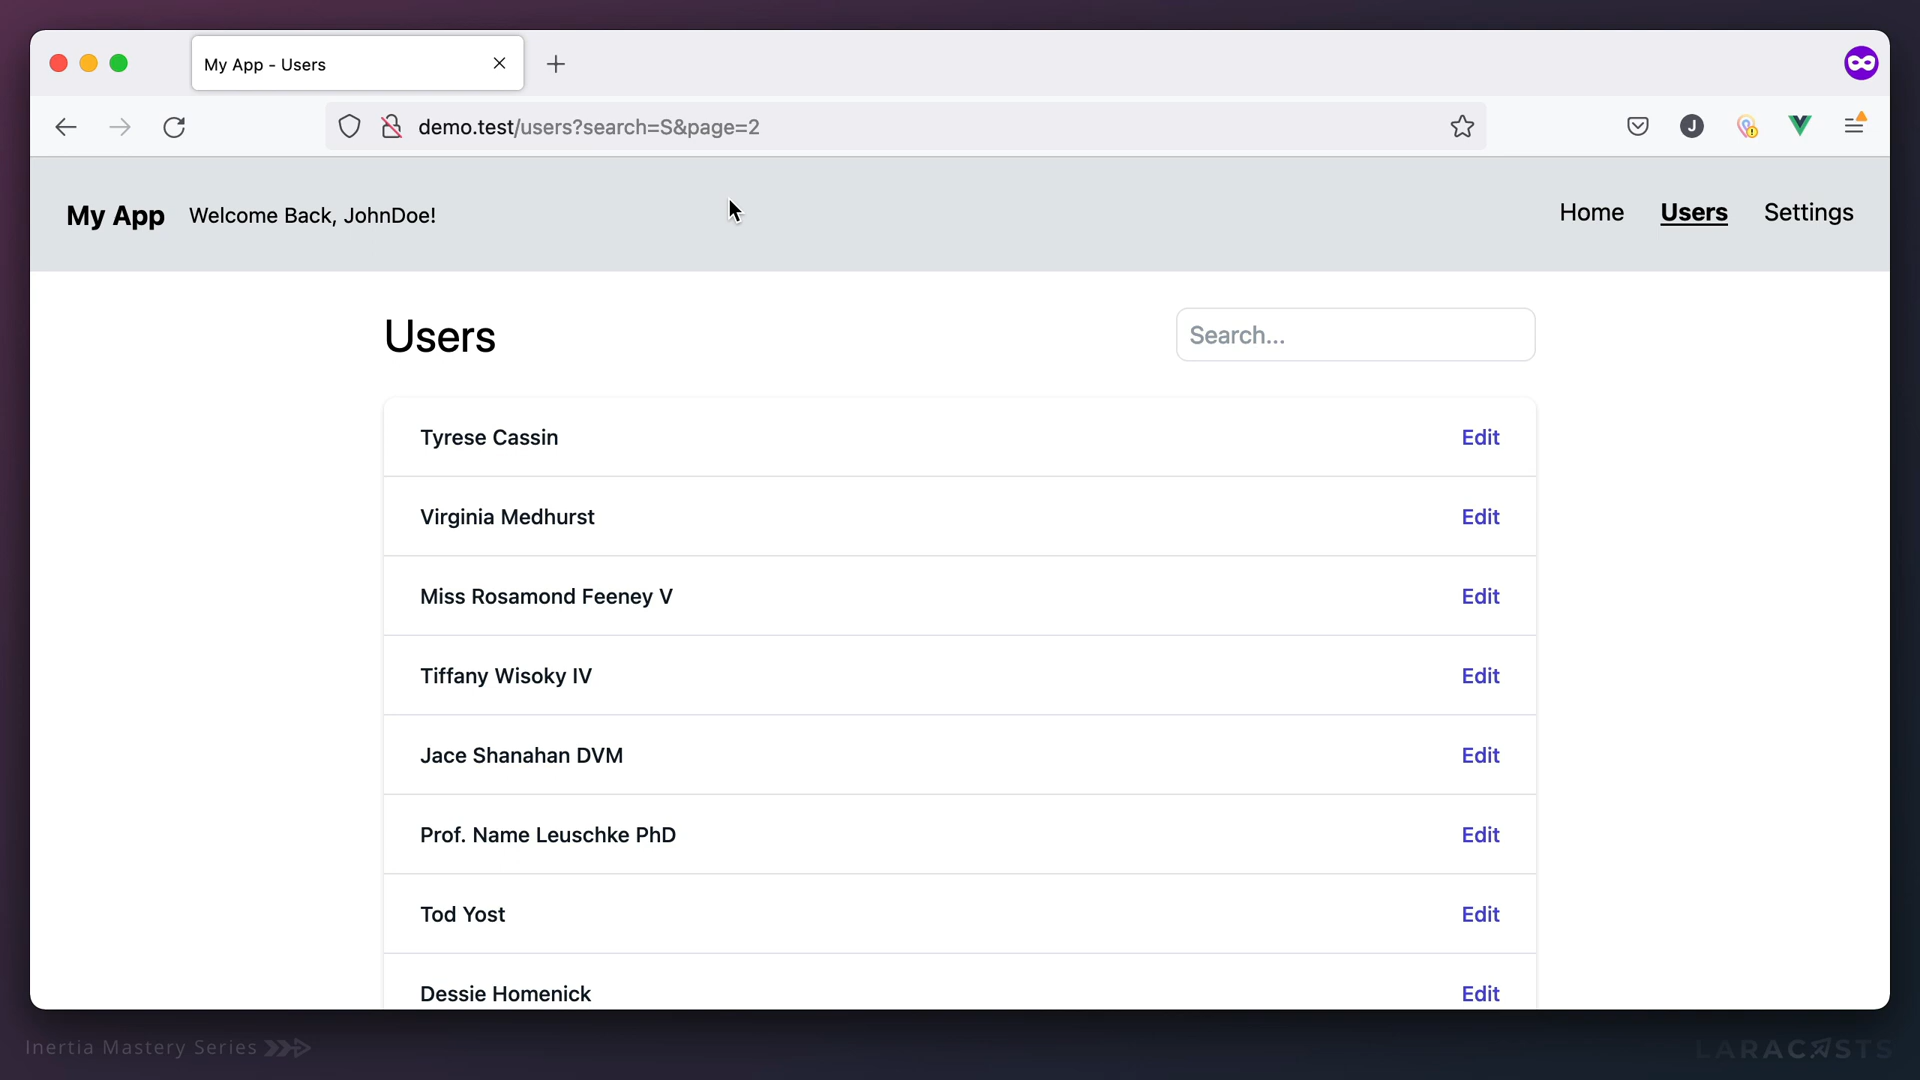 My App - Users
demo.test/users?search=S&page=2
J
My App Welcome Back, JohnDoe! Home Users Settings
Users
Search...
Tyrese Cassin Edit
Virginia Medhurst Edit
Miss Rosamond Feeney V Edit
Tiffany Wisoky IV Edit
Jace Shanahan DVM Edit
Prof. Name Leuschke PhD Edit
Tod Yost Edit
Dessie Homenick Edit
Inertia Mastery Series
LARACASTS